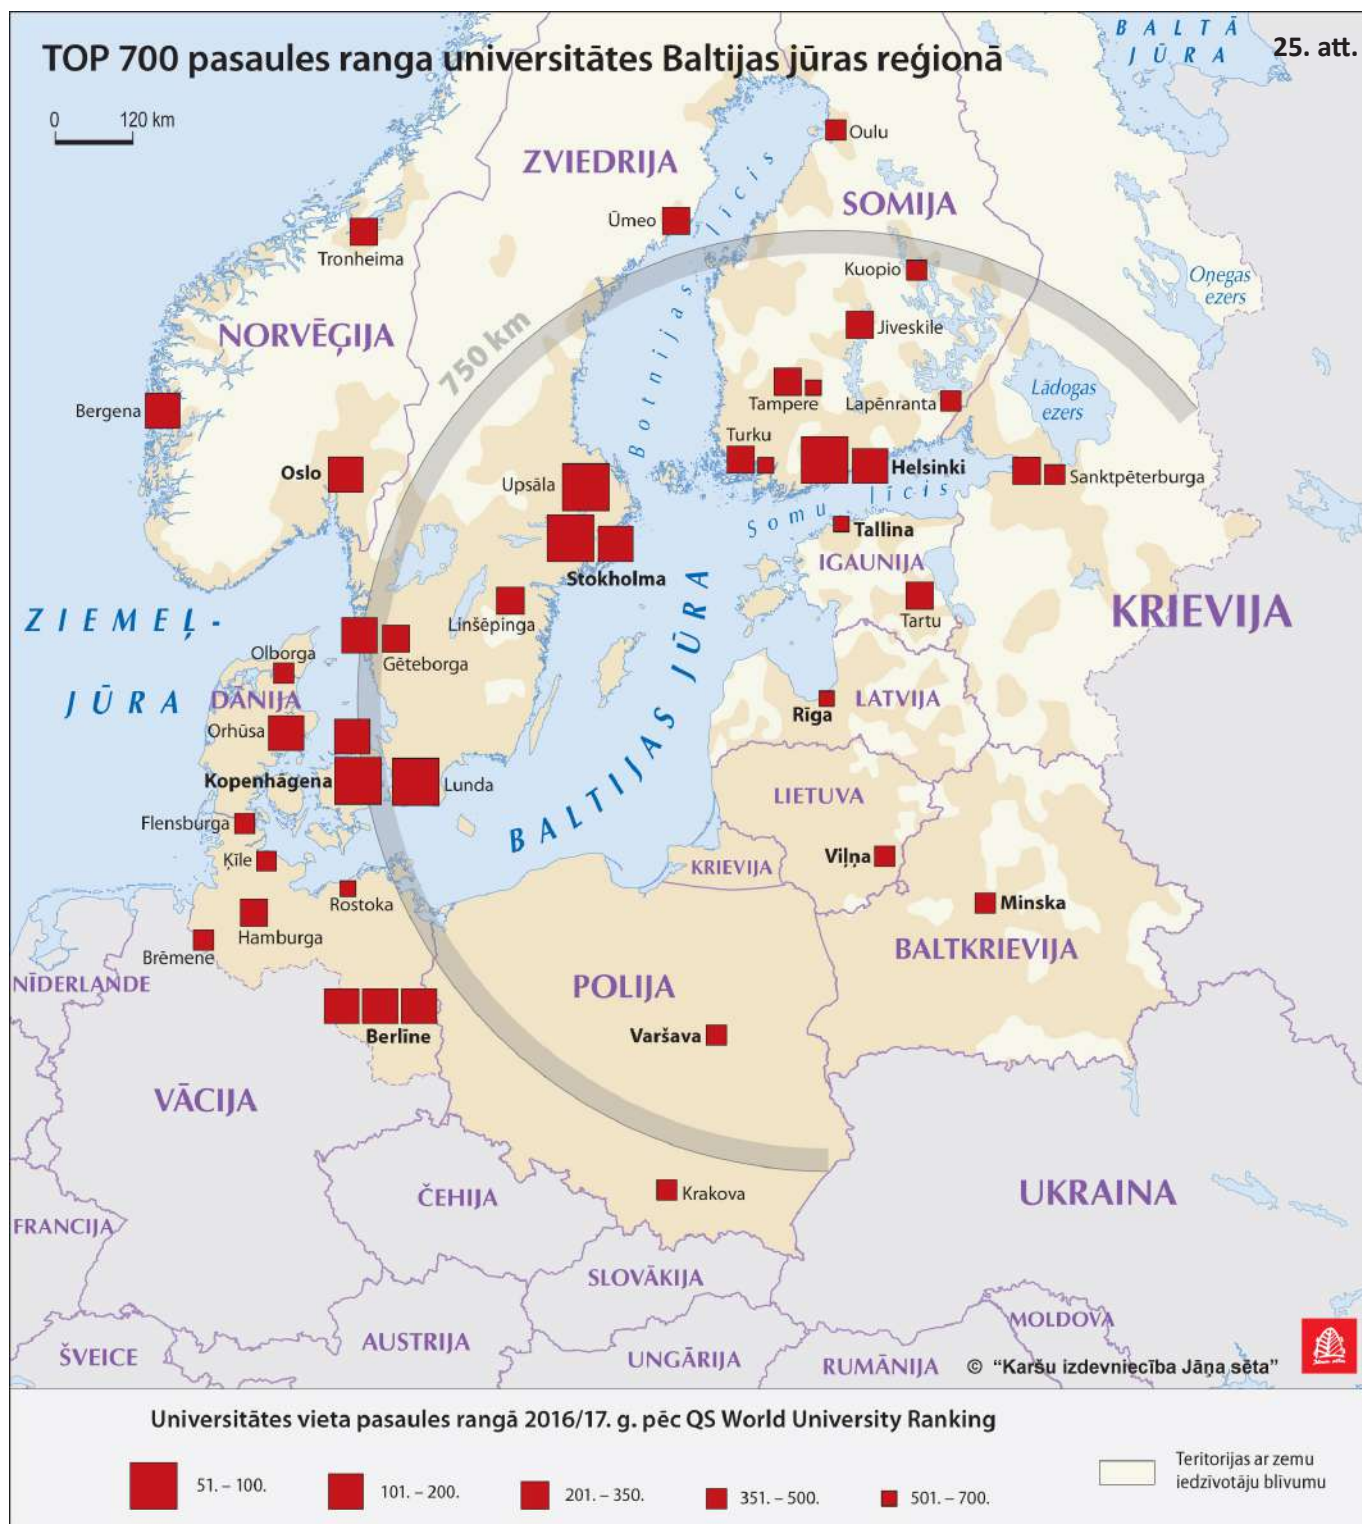 TOP 700 pasaules ranga universitātes Baltijas jūras reģionā
25. att.
0 120 km
BALTĀ
JŪRA
Oulu
ZVIEDRIJA
Botnijas līcis
SOMIJA
Ūmeo
Tronheima
Kuopio
Oņegas
ezers
NORVĒĢIJA
750 km
Jiveskile
Bergena
Tampere
Lapēnranta
Lādogas
ezers
Turku
Oslo
Upsāla
Helsinki
Sanktpēterburga
Somu līcis
Tallina
Stokholma
IGAUNIJA
ZIEMEĻ-
JŪRA
Linšēpinga
Tartu
KRIEVIJA
BALTIJAS JŪRA
Olborga
Gēteborga
DĀNIJA
LATVIJA
Rīga
Orhūsa
Kopenhāgena
Lunda
LIETUVA
Flensburga
Viļņa
Ķīle
KRIEVIJA
Rostoka
Minska
Hamburga
Brēmene
BALTKRIEVIJA
NĪDERLANDE
POLIJA
Berlīne
Varšava
VĀCIJA
ČEHIJA
Krakova
UKRAINA
FRANCIJA
SLOVĀKIJA
MOLDOVA
AUSTRIJA
ŠVEICE
UNGĀRIJA
RUMĀNIJA
© “Karšu izdevniecība Jāņa sēta”
Jāņa sēta
Universitātes vieta pasaules rangā 2016/17. g. pēc QS World University Ranking
51. – 100.
101. – 200.
201. – 350.
351. – 500.
501. – 700.
Teritorijas ar zemu
iedzīvotāju blīvumu